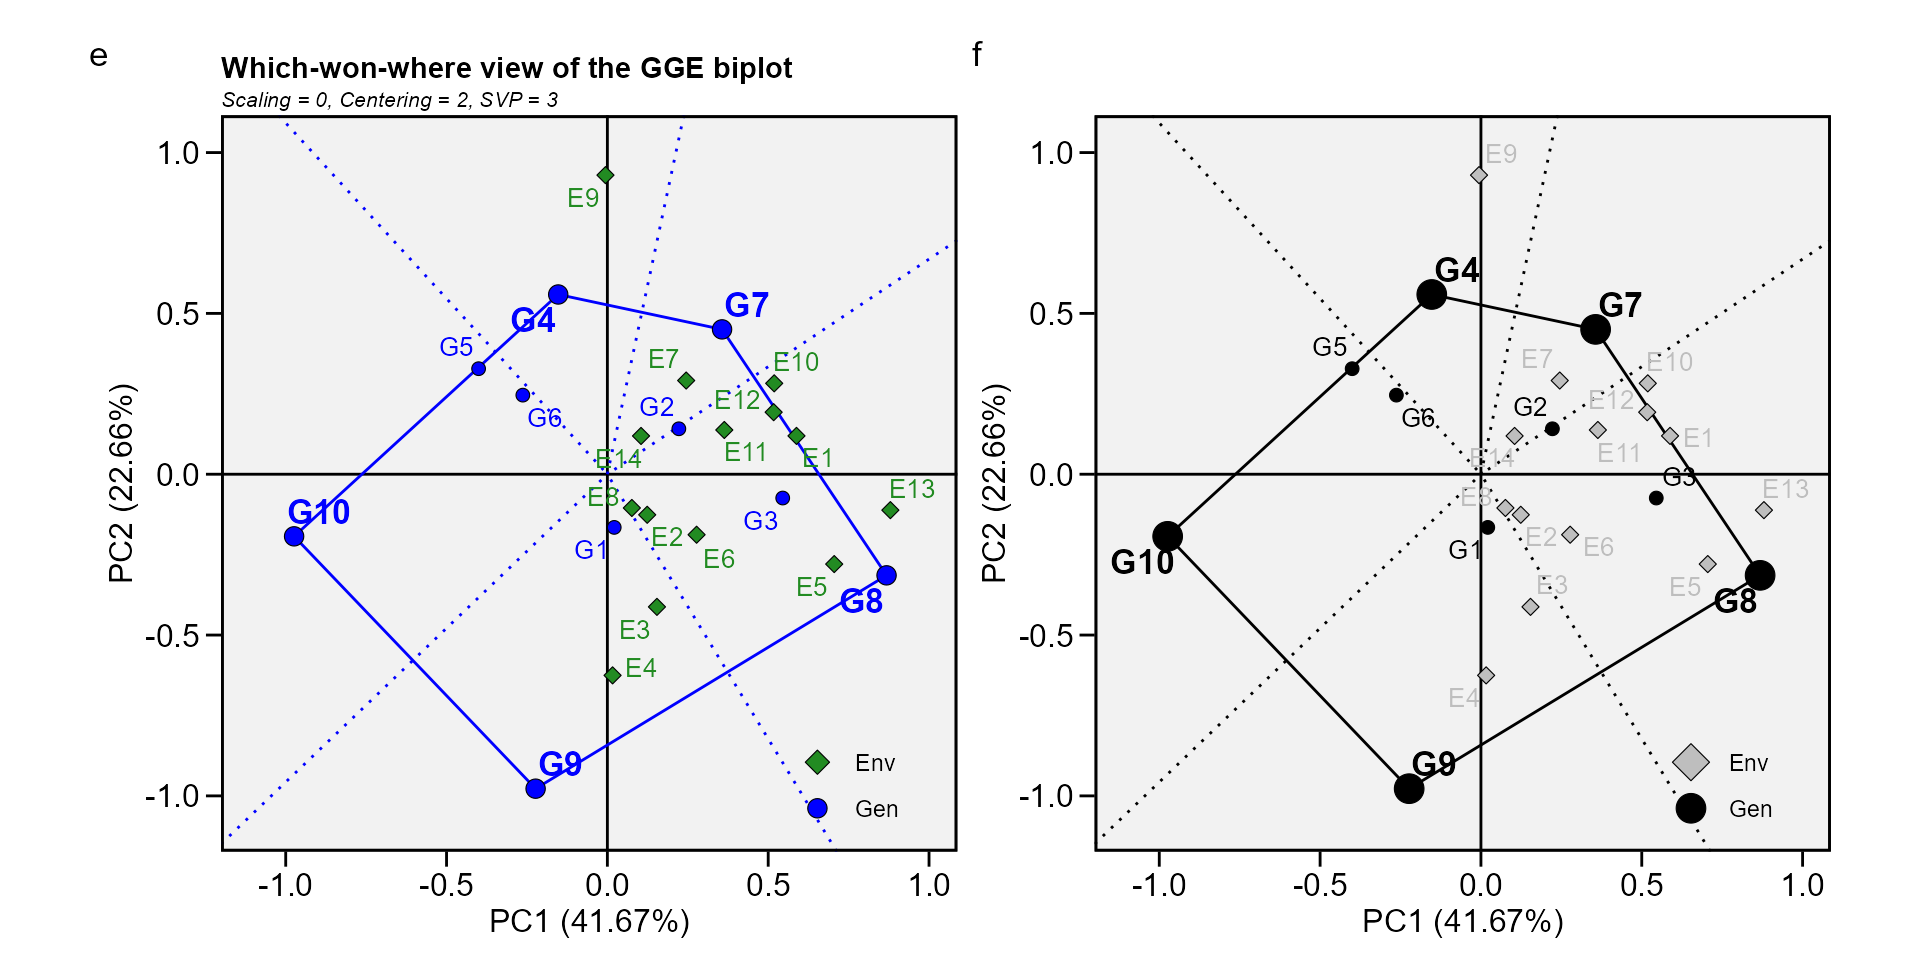 e
Which-won-where view of the GGE biplot
Scaling = 0, Centering = 2, SVP = 3
1.0
0.5
0.0
-0.5
-1.0
PC2 (22.66%)
E9
G4
G7
G5
E7
E10
G6
G2
E12
E11
E1
E14
E8
E13
G10
G3
G1
E2
E6
E5
G8
E3
E4
G9
Env
Gen
-1.0
-0.5
0.0
0.5
1.0
PC1 (41.67%)
f
1.0
0.5
0.0
-0.5
-1.0
PC2 (22.66%)
E9
G4
G7
G5
E7
E10
G6
G2
E12
E11
E1
E14
G3
E8
E13
G1
E2
E6
G10
E3
E5
G8
E4
G9
Env
Gen
-1.0
-0.5
0.0
0.5
1.0
PC1 (41.67%)